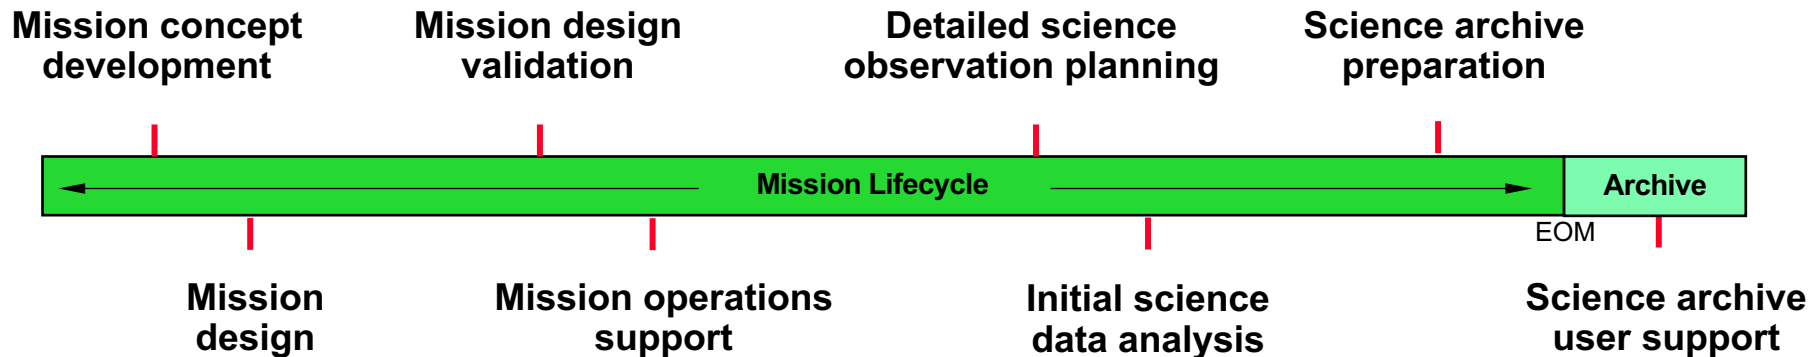 Mission concept
development
Mission design
validation
Detailed science
observation planning
Science archive
preparation
Mission Lifecycle
Archive
EOM
Mission
design
Mission operations
support
Initial science
data analysis
Science archive
user support